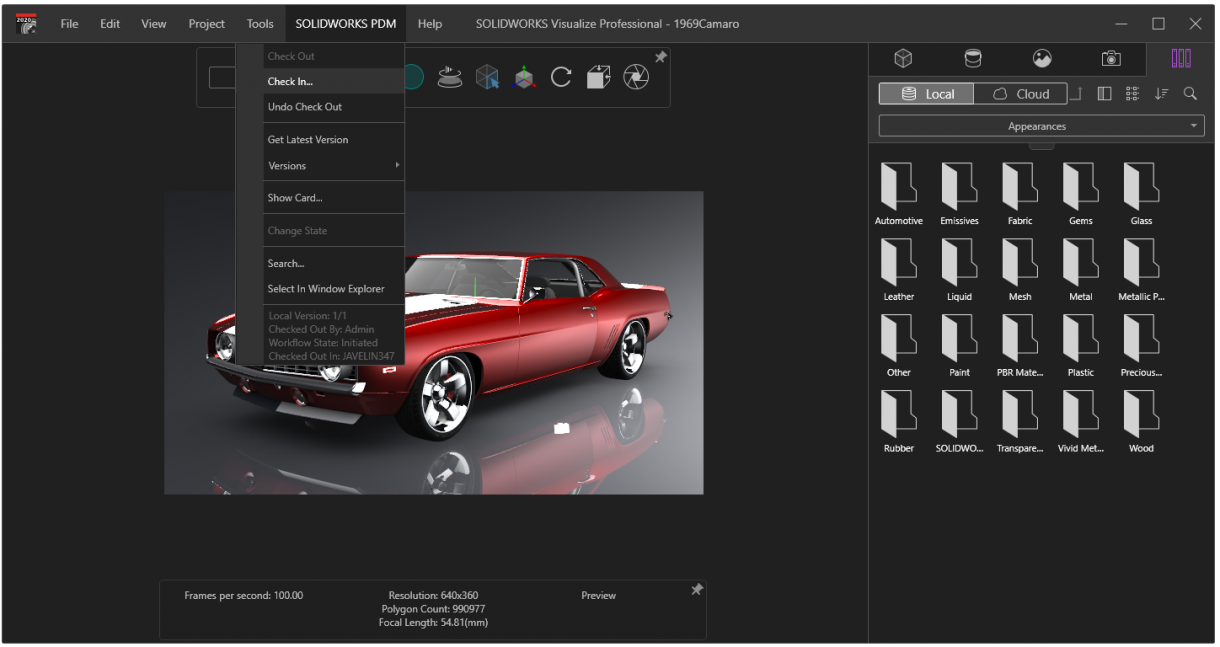 2020
File Edit View Project Tools SOLIDWORKS PDM Help SOLIDWORKS Visualize Professional - 1969Camaro
Check Out
Check In...
Undo Check Out
Get Latest Version
Versions
Show Card...
Change State
Search...
Select In Window Explorer
Local Version: 1/1
Checked Out By: Admin
Workflow State: Initiated
Checked Out In: JAVELIN347
Local Cloud
Appearances
Automotive Emissives Fabric Gems Glass
Leather Liquid Mesh Metal Metallic P...
Other Paint PBR Mate... Plastic Precious...
Rubber SOLIDWO... Transpare... Vivid Met... Wood
Frames per second: 100.00 Resolution: 640x360 Preview
Polygon Count: 990977
Focal Length: 54.81(mm)